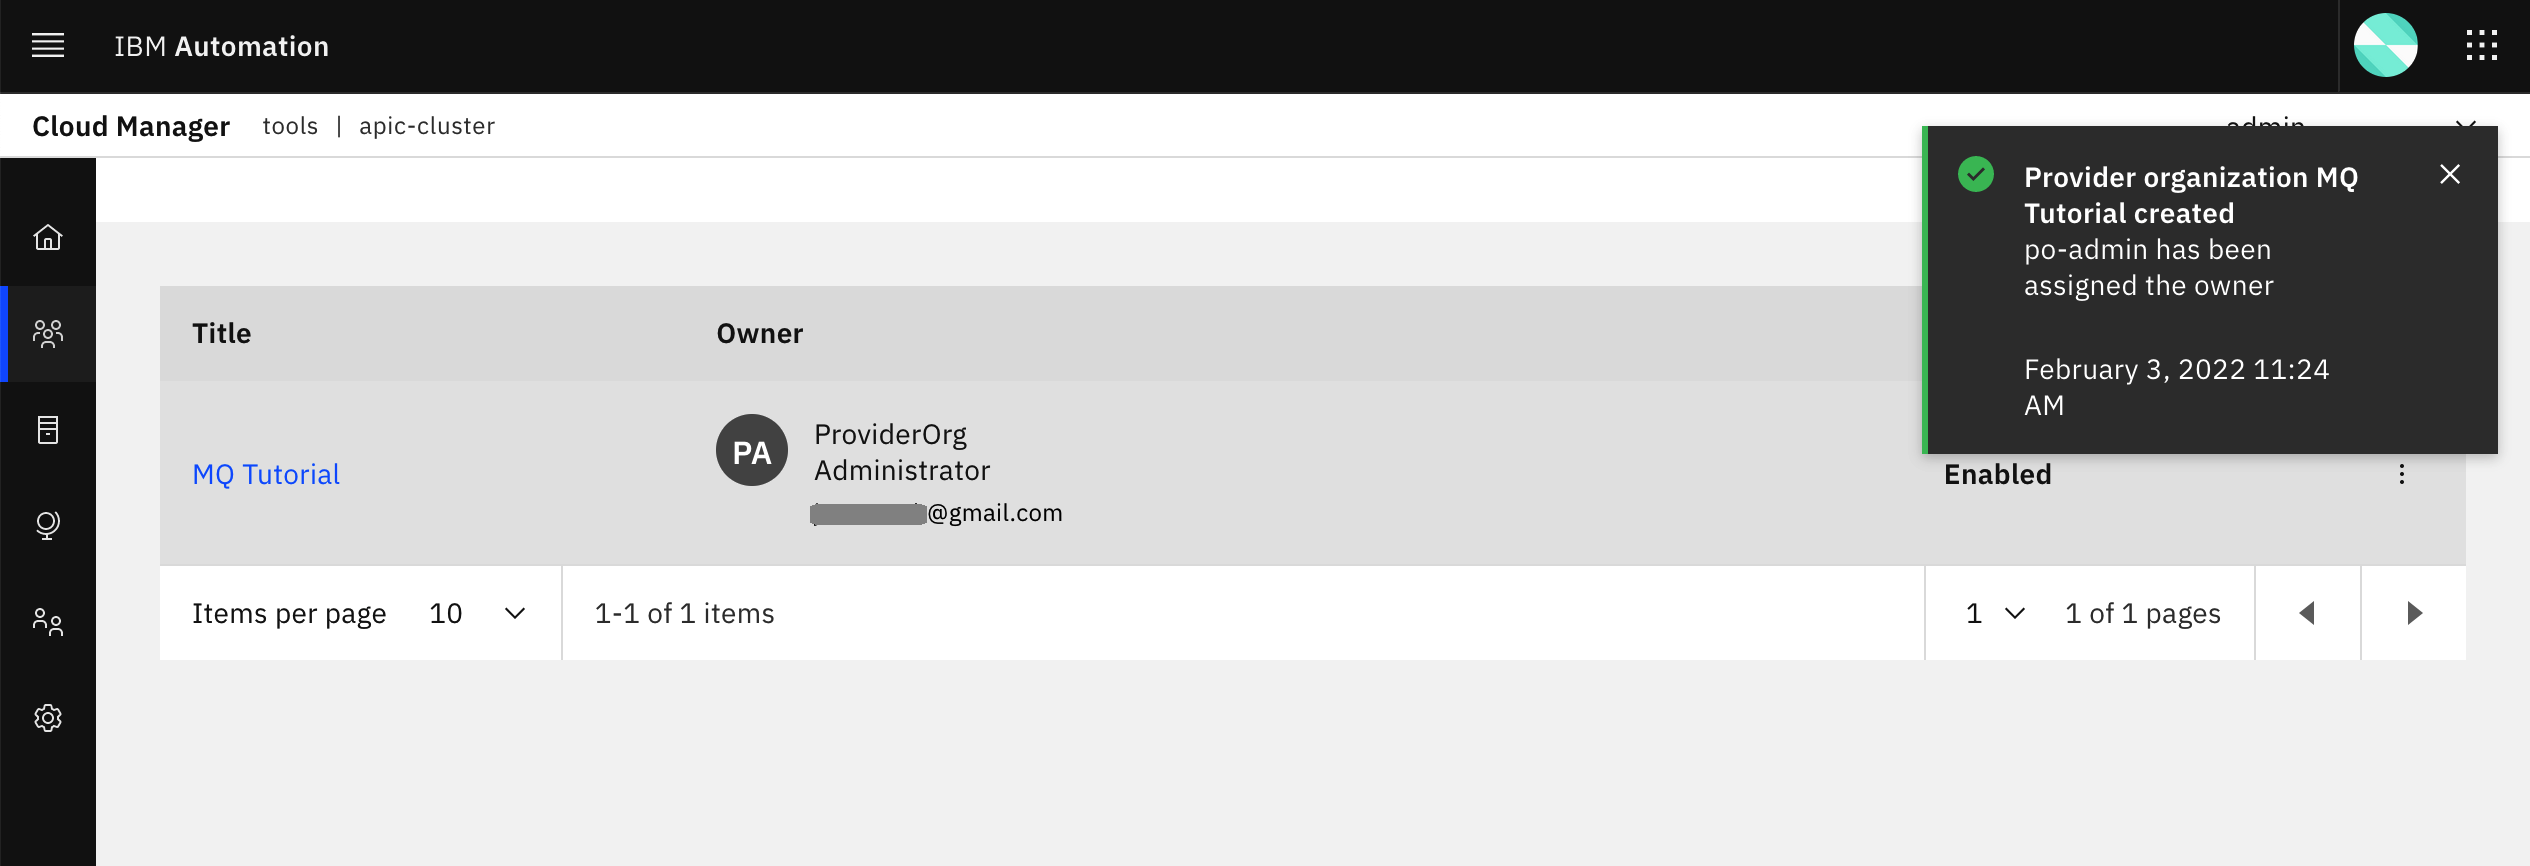 IBM Automation
Cloud Manager tools | apic-cluster
admin
Provider organization MQ
Tutorial created
po-admin has been
assigned the owner
February 3, 2022 11:24
AM
Title Owner
MQ Tutorial
PA
ProviderOrg
Administrator
@gmail.com
Enabled
Items per page 10 1-1 of 1 items 1 1 of 1 pages